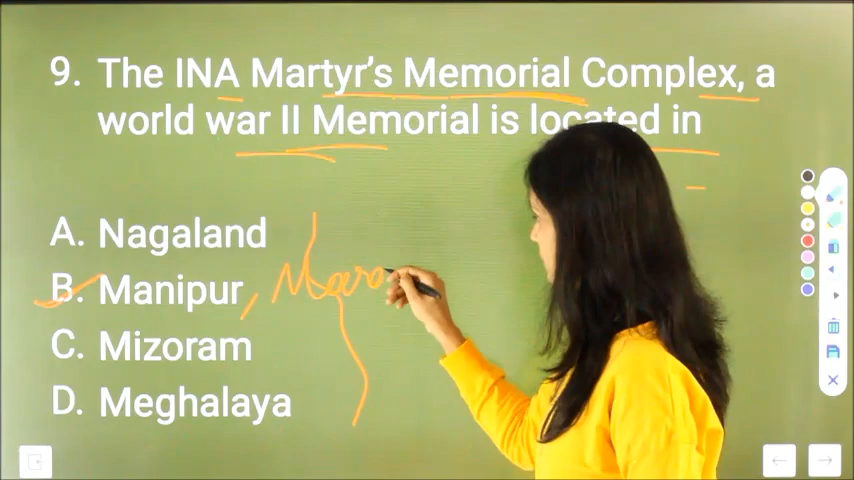 9. The INA Martyr's Memorial Complex, a
world war II Memorial is located in
A. Nagaland
B. Manipur,
C. Mizoram
D. Meghalaya